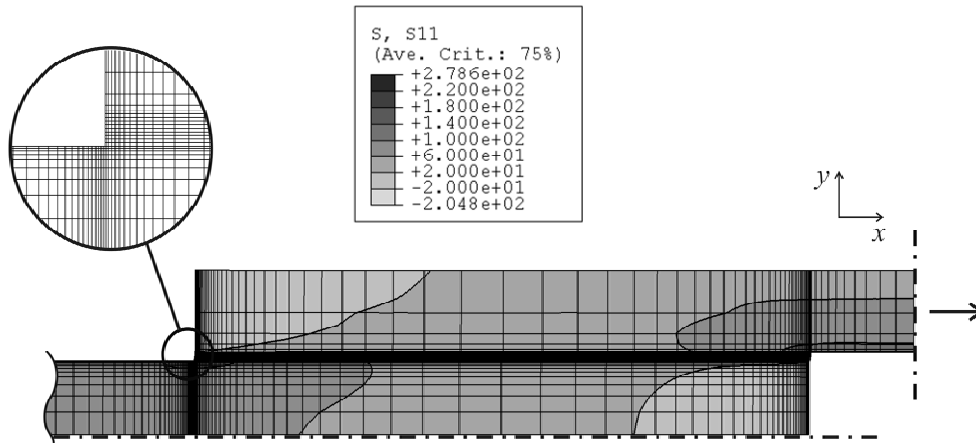 S, S11
(Ave. Crit.: 75%)
+2.786e+02
+2.200e+02
+1.800e+02
+1.400e+02
+1.000e+02
+6.000e+01
+2.000e+01
-2.000e+01
-2.048e+02
y
x